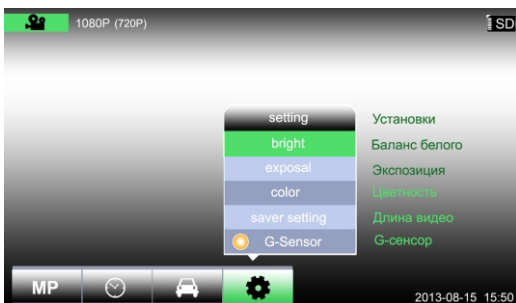 1080P (720P)
SD
setting Установки
bright Баланс белого
exposal Экспозиция
color Цветность
saver setting Длина видео
G-Sensor G-сенсор
MP
2013-08-15 15:50